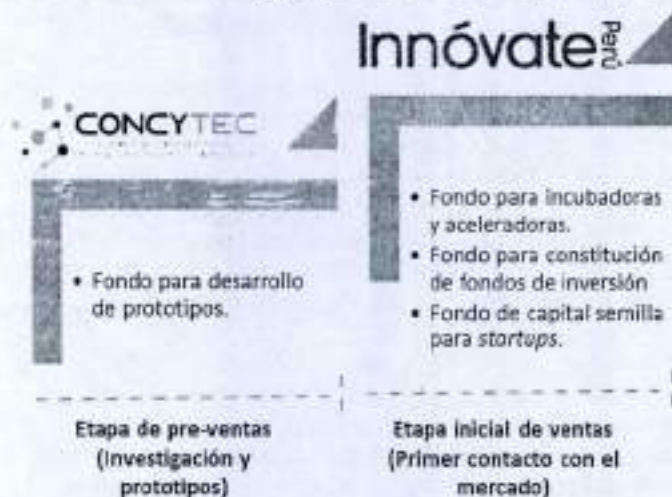 Innóvate Perú
CONCYTEC
• Fondo para desarrollo
de prototipos.
• Fondo para incubadoras
y aceleradoras.
• Fondo para constitución
de fondos de inversión
• Fondo de capital semilla
para startups.
Etapa de pre-ventas
(Investigación y
prototipos)
Etapa inicial de ventas
(Primer contacto con el
mercado)